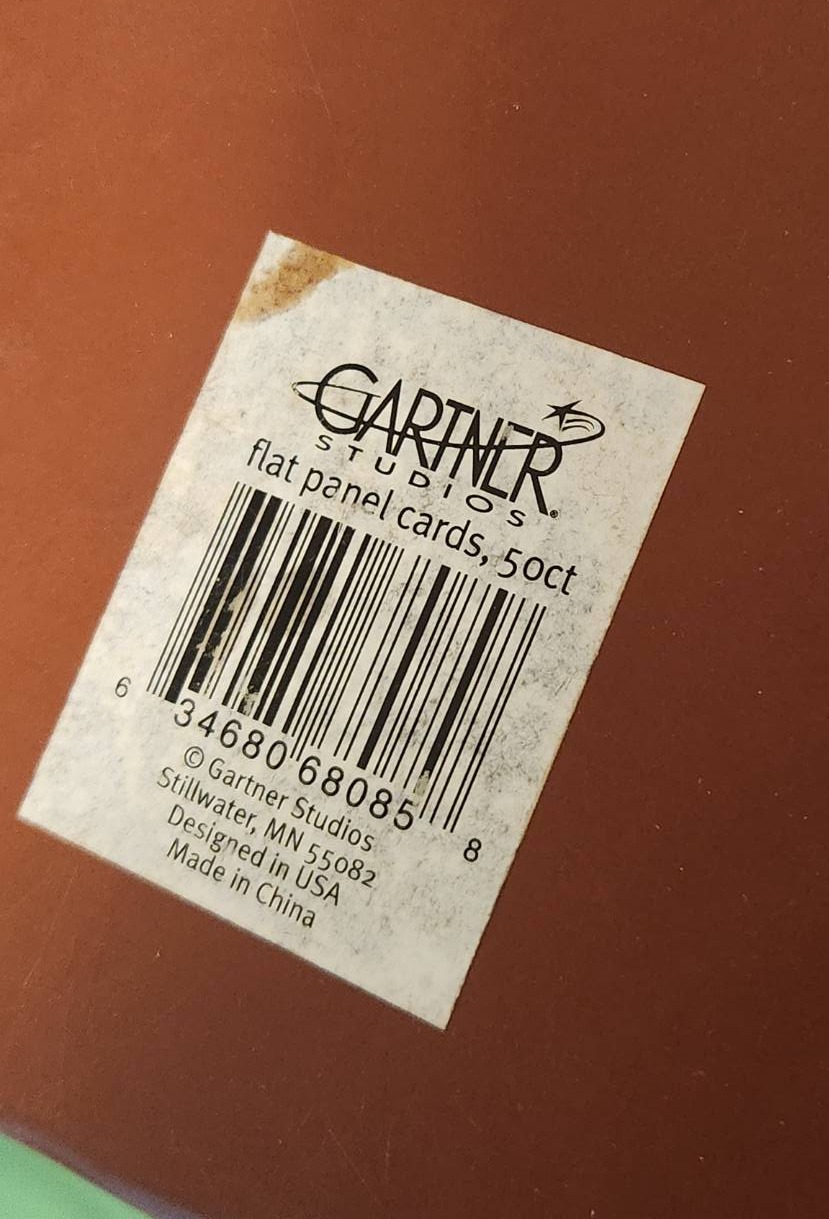 GARTNER
STUDIOS®
flat panel cards, 50ct
6 34680 68085 8
© Gartner Studios
Stillwater, MN 55082
Designed in USA
Made in China